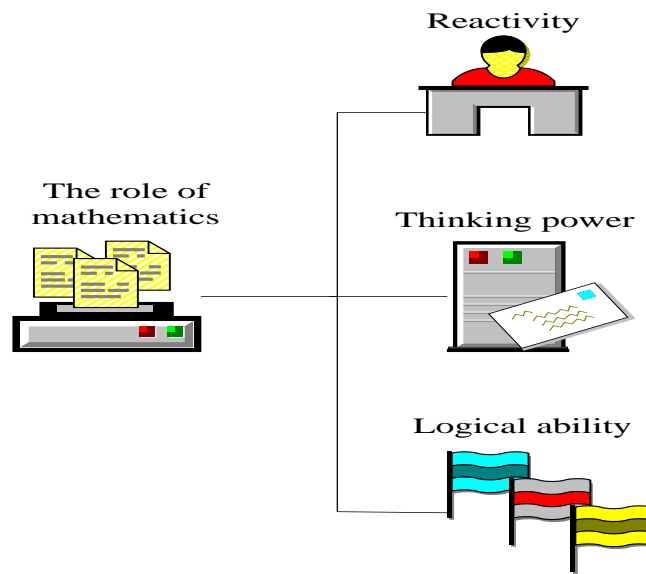 Reactivity
The role of
mathematics
Thinking power
Logical ability